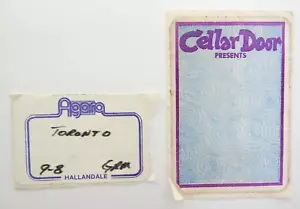 Agora
TORONTO
9-8
HALLANDALE
Cellar Door
PRESENTS